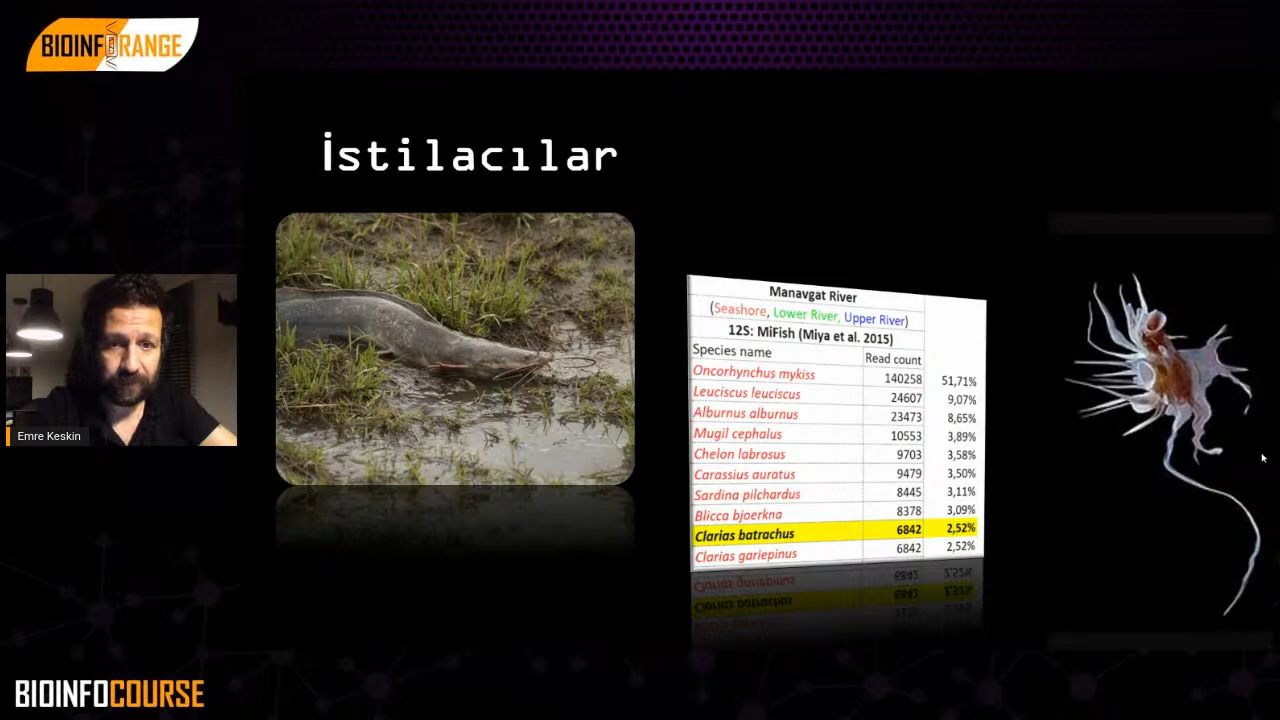 BIOINFORANGE
İstilacılar
Emre Keskin
Manavgat River
(Seashore, Lower River, Upper River)
12S: MiFish (Miya et al. 2015)
Species name Read count
Oncorhynchus mykiss 140258 51,71%
Leuciscus leuciscus 24607 9,07%
Alburnus alburnus 23473 8,65%
Mugil cephalus 10553 3,89%
Chelon labrosus 9703 3,58%
Carassius auratus 9479 3,50%
Sardina pilchardus 8445 3,11%
Blicca bjoerkna 8378 3,09%
Clarias batrachus 6842 2,52%
Clarias gariepinus 6842 2,52%
BIOINFOCOURSE